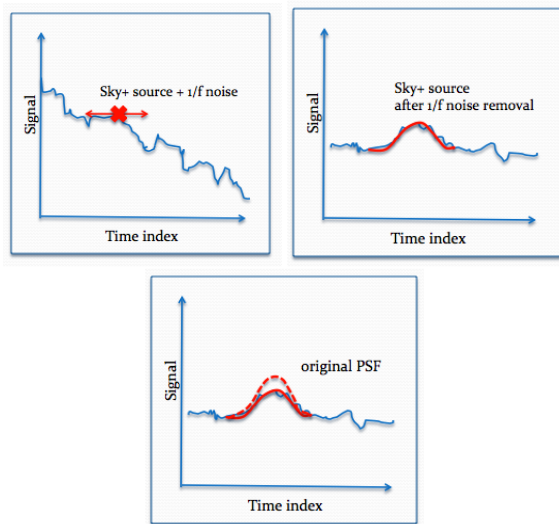 Signal
Sky+ source + 1/f noise
Time index
Signal
Sky+ source
after 1/f noise removal
Time index
Signal
original PSF
Time index